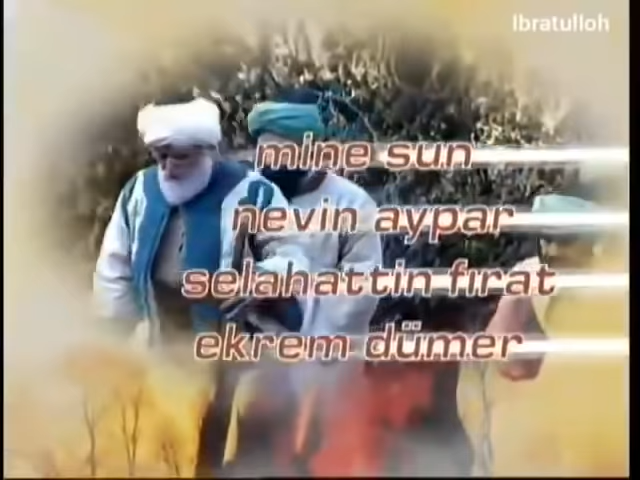 Ibratulloh
mine sun
nevin aypar
selahattin fırat
ekrem dümer